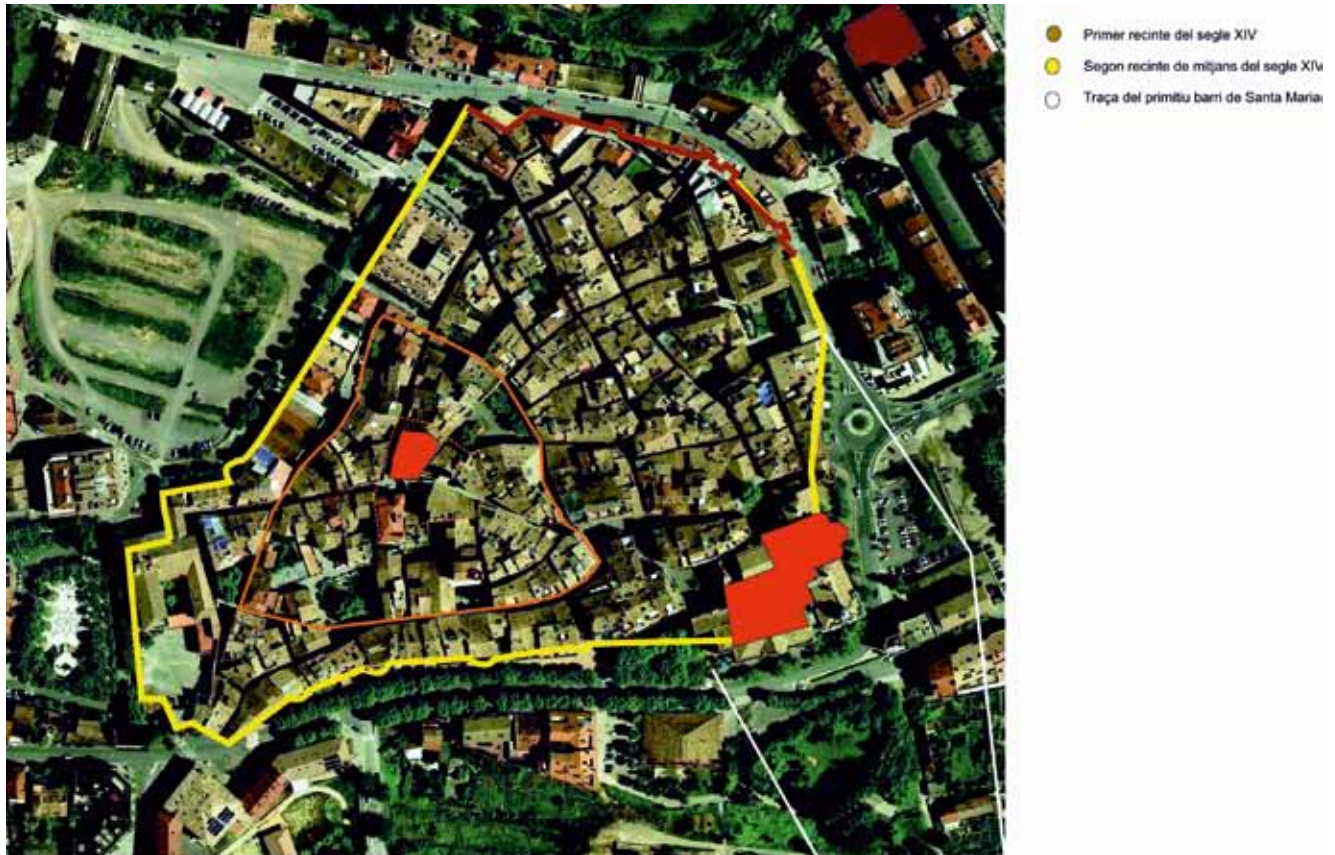 Primer recinte del segle XIV
Segon recinte de mitjans del segle XIV
Traça del primitiu barri de Santa Maria